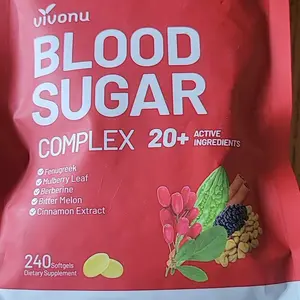 vivonu
BLOOD
SUGAR
COMPLEX 20+ ACTIVE INGREDIENTS
Fenugreek
Mulberry Leaf
Berberine
Bitter Melon
Cinnamon Extract
240 Softgels
Dietary Supplement